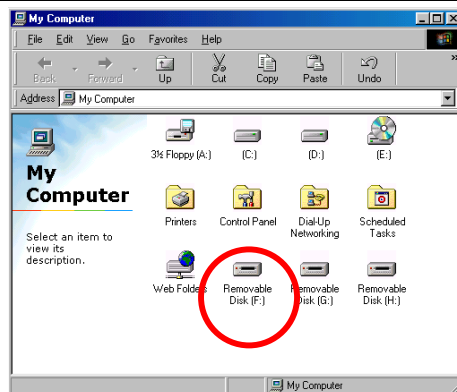 My Computer
File Edit View Go Favorites Help
Back Forward Up Cut Copy Paste Undo »
Address My Computer
My
Computer
Select an item to
view its
description.
3½ Floppy (A:) (C:) (D:) (E:)
Printers Control Panel Dial-Up
Networking Scheduled
Tasks
Web Folders Removable
Disk (F:) Removable
Disk (G:) Removable
Disk (H:)
My Computer